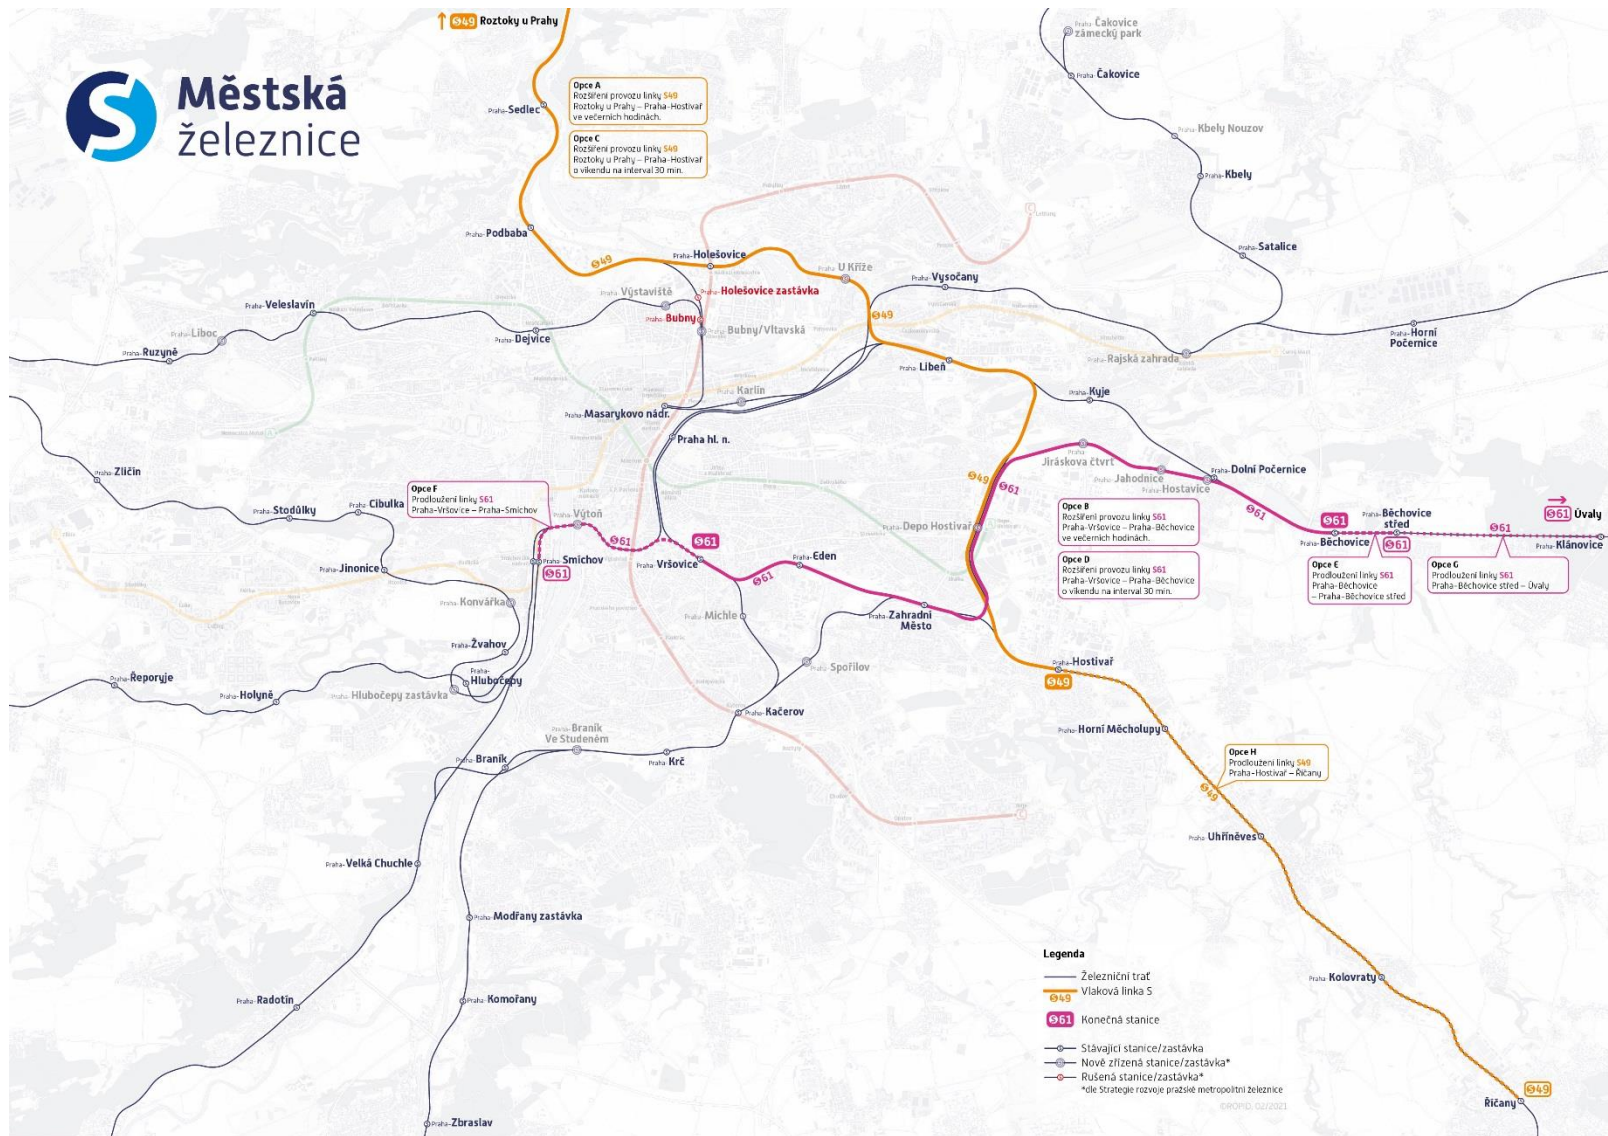 S49 Roztoky u Prahy
Městská
železnice
Praha- Čakovice
zámecký park
Praha- Čakovice
Praha- Sedlec
Opce A
Rozšíření provozu linky S49
Roztoky u Prahy – Praha-Hostivař
ve večerních hodinách.
Opce C
Rozšíření provozu linky S49
Roztoky u Prahy – Praha-Hostivař
o víkendu na interval 30 min.
Praha- Kbely Nouzov
Praha- Kbely
Praha- Podbaba
S49
Praha- Holešovice
Praha- U Kříže
Praha- Satalice
Praha- Vysočany
Praha- Výstaviště
Praha- Holešovice zastávka
Praha- Bubny
Praha- Bubny/Vltavská
S49
Praha- Veleslavín
Praha- Liboc
Praha- Ruzyně
Praha- Dejvice
Praha- Horní
Počernice
Praha- Rajská zahrada
Praha- Libeň
Praha- Karlín
Praha- Kyje
Praha- Masarykovo nádr.
Praha hl. n.
Praha- Zličín
Praha- Stodůlky
Praha- Cibulka
Opce F
Prodloužení linky S61
Praha-Vršovice – Praha-Smíchov
Praha- Výtoň
Praha- Jiráskova čtvrť
Praha- Jahodnice
Praha- Hostavice
Praha- Dolní Počernice
S49
S61
S61
Praha- Depo Hostivař
Opce B
Rozšíření provozu linky S61
Praha-Vršovice – Praha-Běchovice
ve večerních hodinách.
Opce D
Rozšíření provozu linky S61
Praha-Vršovice – Praha-Běchovice
o víkendu na interval 30 min.
S61
Praha- Běchovice
Praha- Běchovice
střed
S61
S61
S61 Úvaly
Praha- Klánovice
Opce E
Prodloužení linky S61
Praha-Běchovice
– Praha-Běchovice střed
Opce G
Prodloužení linky S61
Praha-Běchovice střed – Úvaly
Praha- Smíchov
S61
S61
S61
Praha- Vršovice
S61
Praha- Eden
Praha- Jinonice
Praha- Konvářka
Praha- Michle
Praha- Zahradní
Město
Praha- Žvahov
Praha- Spořilov
Praha- Hostivař
S49
Praha- Řeporyje
Praha- Holyně
Praha-
Hlubočepy
Praha- Hlubočepy zastávka
Praha- Kačerov
Praha- Braník
Ve Studeném
Praha- Braník
Praha- Krč
Praha- Horní Měcholupy
Opce H
Prodloužení linky S49
Praha-Hostivař – Říčany
S49
Praha- Uhříněves
Praha- Velká Chuchle
Praha- Modřany zastávka
Praha- Radotín
Praha- Komořany
Praha- Zbraslav
Praha- Kolovraty
S49
Říčany
Legenda
Železniční trať
Vlaková linka S
S49
S61 Konečná stanice
Stávající stanice/zastávka
Nově zřízená stanice/zastávka*
Rušená stanice/zastávka*
*dle Strategie rozvoje pražské metropolitní železnice
©ROPID, 02/2021